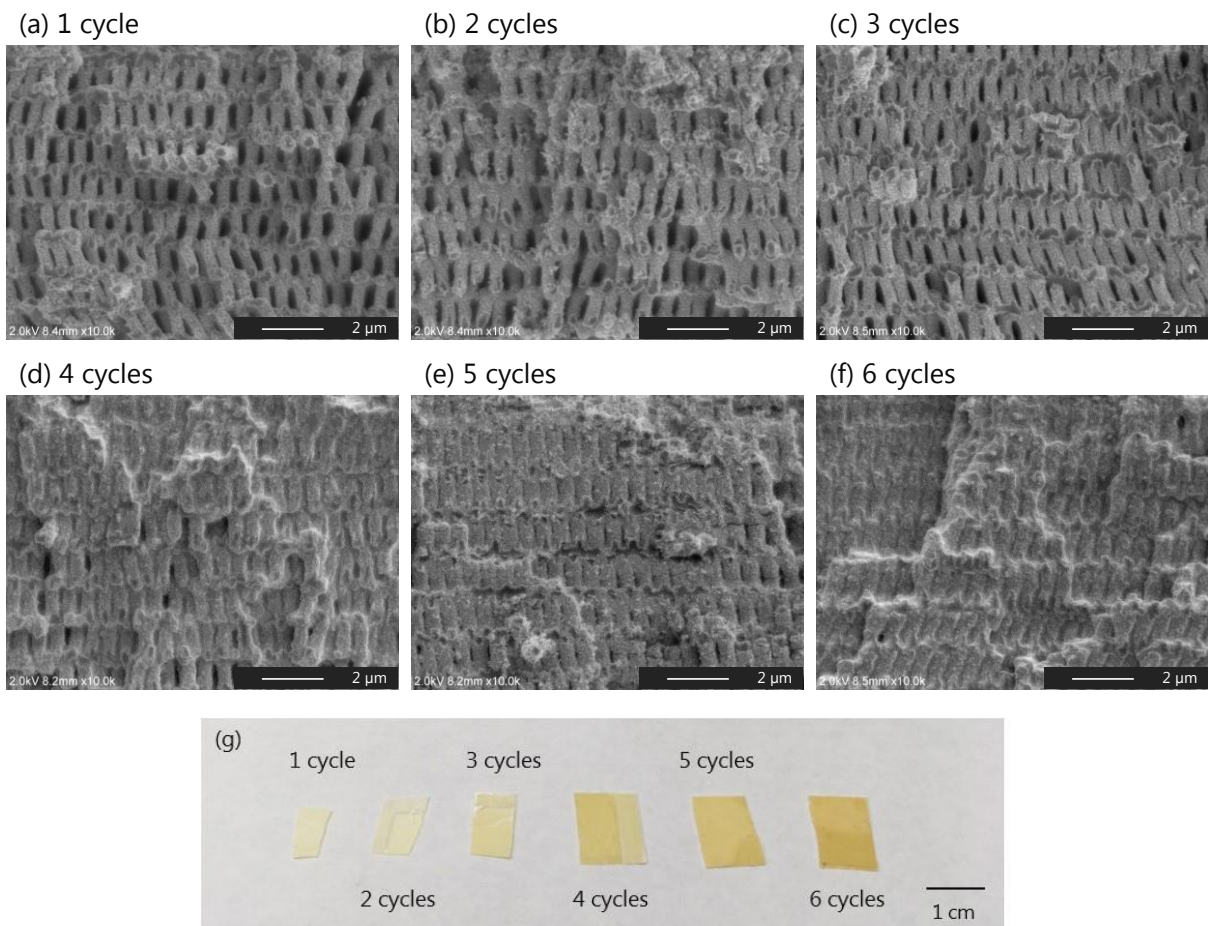 (a) 1 cycle
(b) 2 cycles
(c) 3 cycles
2.0kV 8.4mm x10.0k
2 μm
2.0kV 8.4mm x10.0k
2 μm
2.0kV 8.5mm x10.0k
2 μm
(d) 4 cycles
(e) 5 cycles
(f) 6 cycles
2.0kV 8.2mm x10.0k
2 μm
2.0kV 8.2mm x10.0k
2 μm
2.0kV 8.5mm x10.0k
2 μm
(g)
1 cycle
3 cycles
5 cycles
2 cycles
4 cycles
6 cycles
1 cm